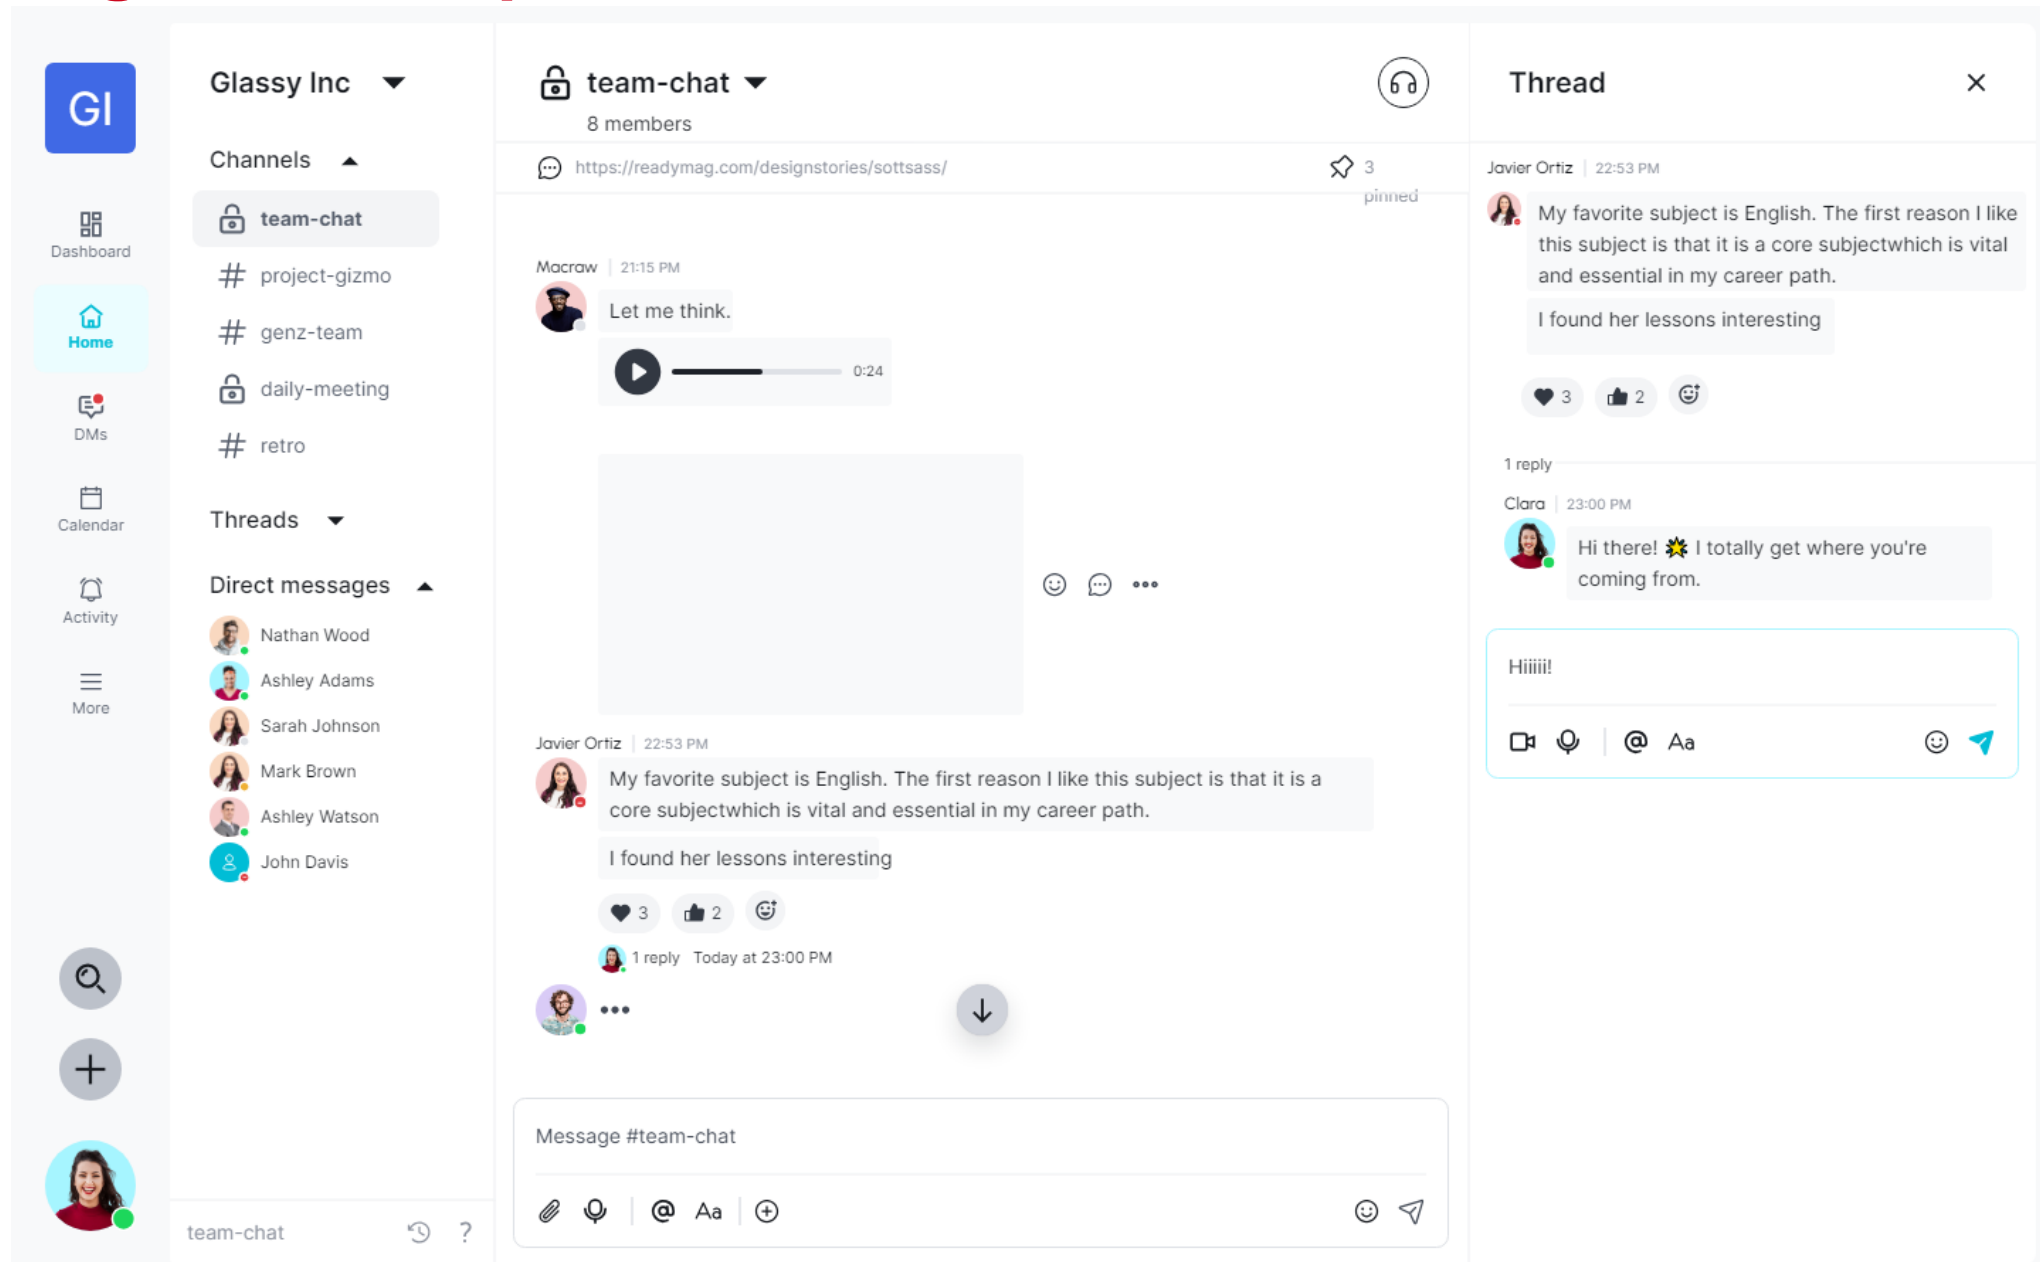 GI
Dashboard
Home
DMs
Calendar
Activity
More
Glassy Inc
Channels
team-chat
project-gizmo
genz-team
daily-meeting
retro
Threads
Direct messages
Nathan Wood
Ashley Adams
Sarah Johnson
Mark Brown
Ashley Watson
John Davis
team-chat
?
team-chat
8 members
https://readymag.com/designstories/sottsass/
3
pinned
Macraw 21:15 PM
Let me think.
0:24
Javier Ortiz 22:53 PM
My favorite subject is English. The first reason I like this subject is that it is a
core subjectwhich is vital and essential in my career path.
I found her lessons interesting
3 2
1 reply Today at 23:00 PM
Message #team-chat
@ Aa
Thread
Javier Ortiz 22:53 PM
My favorite subject is English. The first reason I like
this subject is that it is a core subjectwhich is vital
and essential in my career path.
I found her lessons interesting
3 2
1 reply
Clara 23:00 PM
Hi there! 🌟 I totally get where you're
coming from.
Hiiiii!
@ Aa